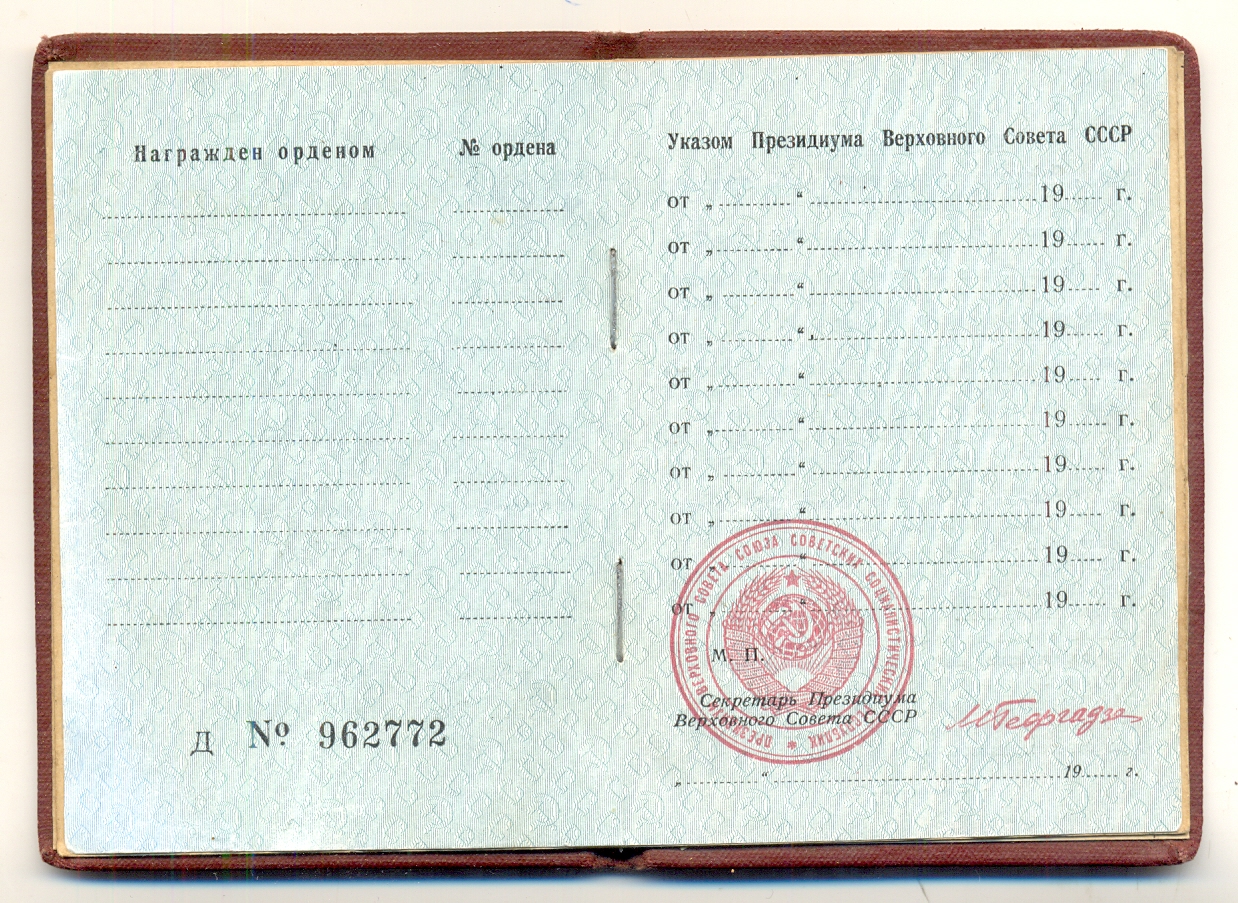 Награжден орденом
№ ордена
Д № 962772
Указом Президиума Верховного Совета СССР
от „ “ 19 г.
от „ “ 19 г.
от „ “ 19 г.
от „ “ 19 г.
от „ “ 19 г.
от „ “ 19 г.
от „ “ 19 г.
от „ “ 19 г.
от „ “ 19 г.
от „ “ 19 г.
ПРЕЗИДИУМ ВЕРХОВНОГО СОВЕТА СОЮЗА СОВЕТСКИХ СОЦИАЛИСТИЧЕСКИХ РЕСПУБЛИК *
М. П.
Секретарь Президиума
Верховного Совета СССР
МГеоргадзе
„ “ 19 г.